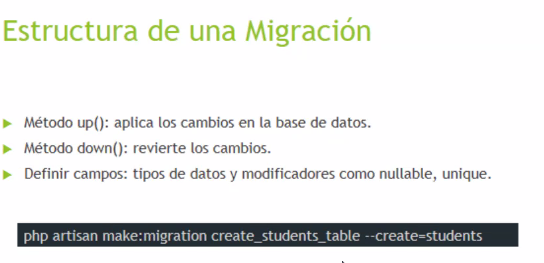 Estructura de una Migración
Método up(): aplica los cambios en la base de datos.
Método down(): revierte los cambios.
Definir campos: tipos de datos y modificadores como nullable, unique.
php artisan make:migration create_students_table --create=students